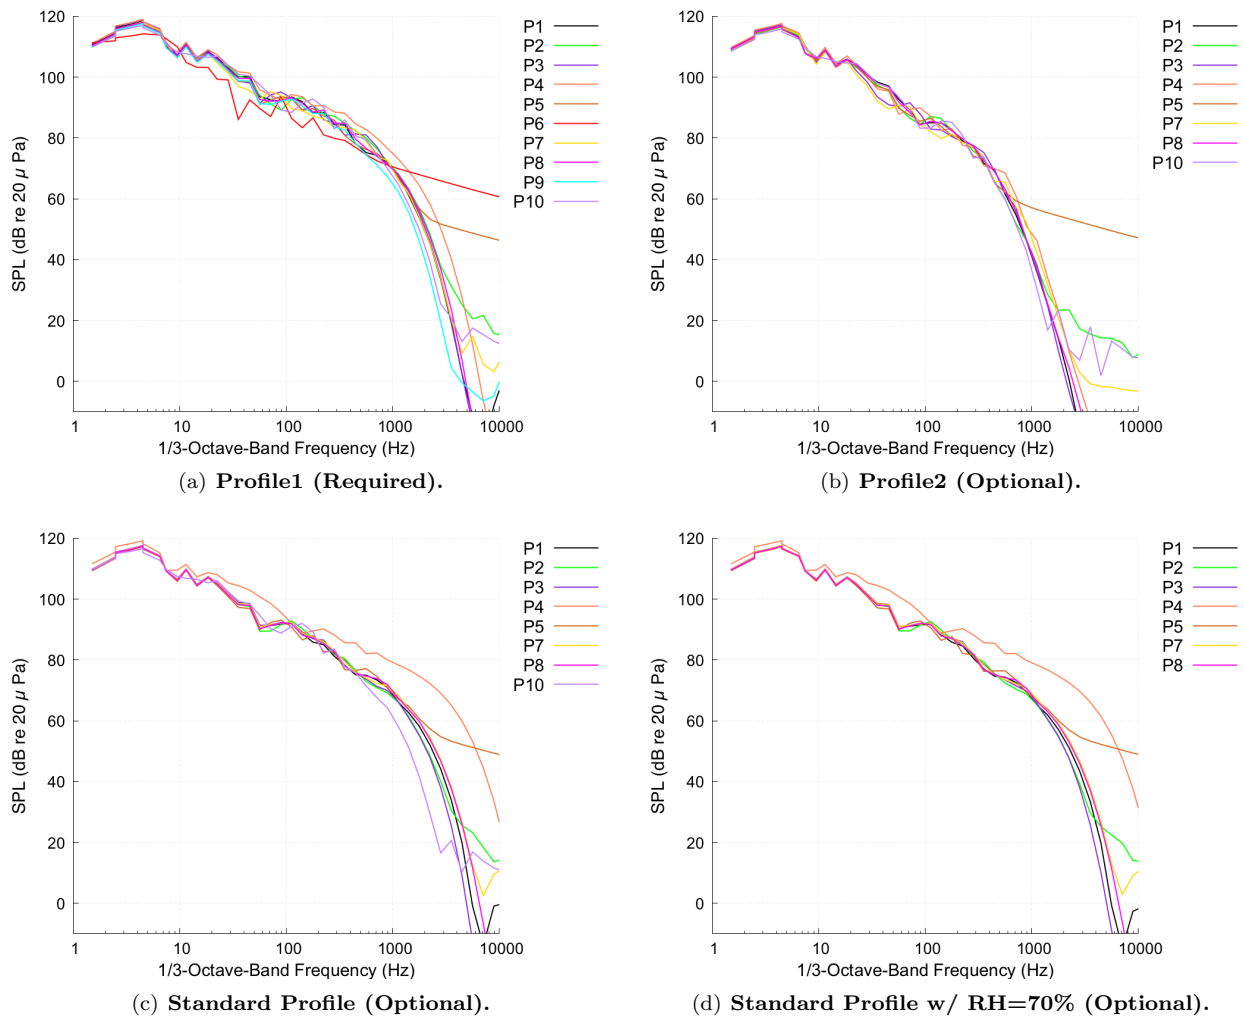 SPL (dB re 20 µ Pa)
120
100
80
60
40
20
0
1 10 100 1000 10000
1/3-Octave-Band Frequency (Hz)
P1
P2
P3
P4
P5
P6
P7
P8
P9
P10
(a) Profile1 (Required).
SPL (dB re 20 µ Pa)
120
100
80
60
40
20
0
1 10 100 1000 10000
1/3-Octave-Band Frequency (Hz)
P1
P2
P3
P4
P5
P7
P8
P10
(b) Profile2 (Optional).
SPL (dB re 20 µ Pa)
120
100
80
60
40
20
0
1 10 100 1000 10000
1/3-Octave-Band Frequency (Hz)
P1
P2
P3
P4
P5
P7
P8
P10
(c) Standard Profile (Optional).
SPL (dB re 20 µ Pa)
120
100
80
60
40
20
0
1 10 100 1000 10000
1/3-Octave-Band Frequency (Hz)
P1
P2
P3
P4
P5
P7
P8
(d) Standard Profile w/ RH=70% (Optional).